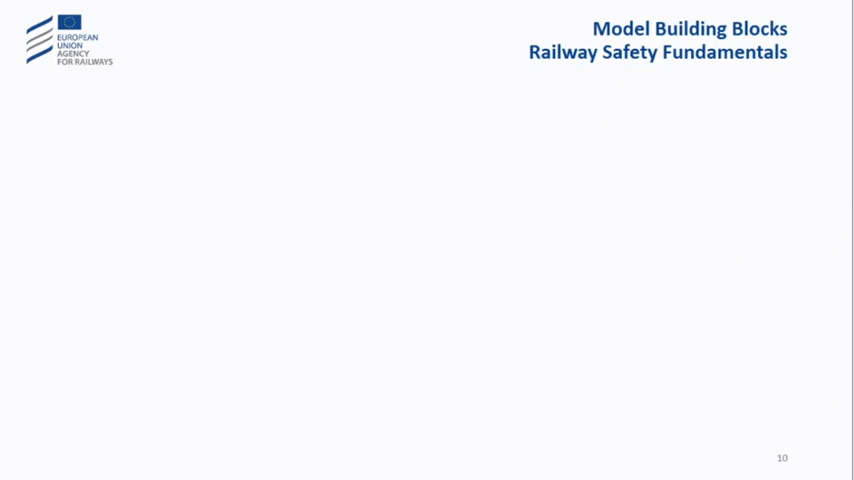 EUROPEAN
UNION
AGENCY
FOR RAILWAYS
Model Building Blocks
Railway Safety Fundamentals
10